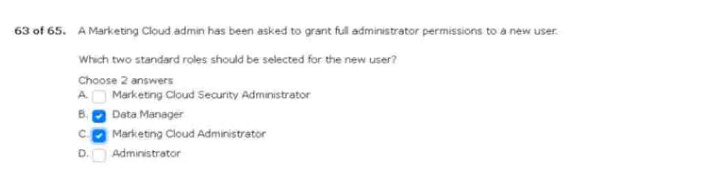 63 of 65. A Marketing Cloud admin has been asked to grant full administrator permissions to a new user.
Which two standard roles should be selected for the new user?
Choose 2 answers
A. Marketing Cloud Security Administrator
B. Data Manager
C. Marketing Cloud Administrator
D. Administrator